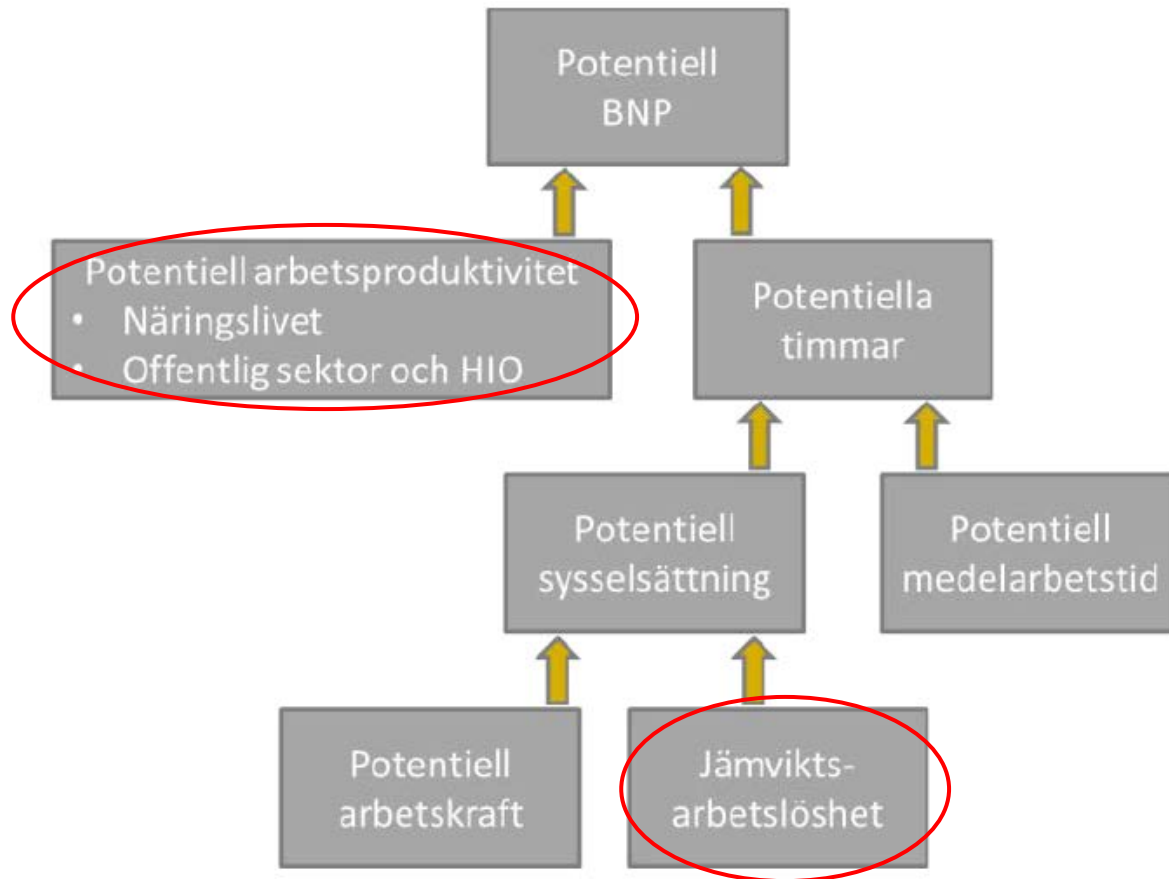 Potentiell
BNP
Potentiell arbetsproduktivitet
• Näringslivet
• Offentlig sektor och HIO
Potentiella
timmar
Potentiell
sysselsättning
Potentiell
medelarbetstid
Potentiell
arbetskraft
Jämvikts-
arbetslöshet